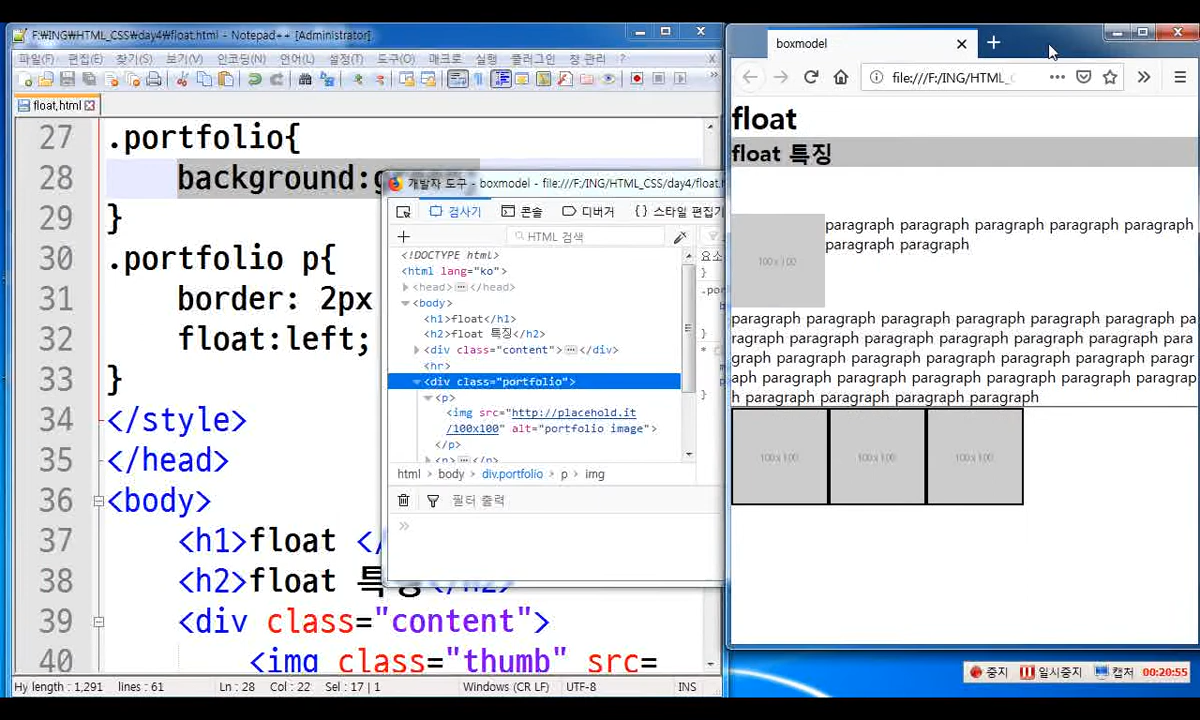 F:\ING\HTML_CSS\day4\float.html - Notepad++ [Administrator]
파일(F) 편집(E) 찾기(S) 보기(V) 인코딩(N) 언어(L) 설정(T) 도구(O) 매크로 실행 플러그인 창 관리 ? X
float.html
27 .portfolio{
28 background:green;
29 }
30 .portfolio p{
31 border: 2px
32 float:left;
33 }
34 </style>
35 </head>
36 <body>
37 <h1>float </
38 <h2>float 특징</h2>
39 <div class="content">
40 <img class="thumb" src=
Hy length : 1,291 lines : 61 Ln : 28 Col : 22 Sel : 17 | 1 Windows (CR LF) UTF-8 INS
개발자 도구 - boxmodel - file:///F:/ING/HTML_CSS/day4/float.h
검사기 콘솔 디버거 {} 스타일 편집기
+ HTML 검색
<!DOCTYPE html>
<html lang="ko">
<head> </head>
<body>
<h1>float</h1>
<h2>float 특징</h2>
<div class="content"> </div>
<hr>
<div class="portfolio">
<p>
<img src="http://placehold.it
/100x100" alt="portfolio image">
</p>
<p> </p>
html > body > div.portfolio > p > img
필터 출력
»
요소
}
.por
b
}
*
m
p
}
boxmodel
file:///F:/ING/HTML_C
float
float 특징
100 x 100
paragraph paragraph paragraph paragraph paragraph
paragraph paragraph
paragraph paragraph paragraph paragraph paragraph paragraph pa
ragraph paragraph paragraph paragraph paragraph paragraph para
graph paragraph paragraph paragraph paragraph paragraph paragr
aph paragraph paragraph paragraph paragraph paragraph paragrap
h paragraph paragraph paragraph paragraph
100 x 100 100 x 100 100 x 100
중지 일시중지 캡처 00:20:55